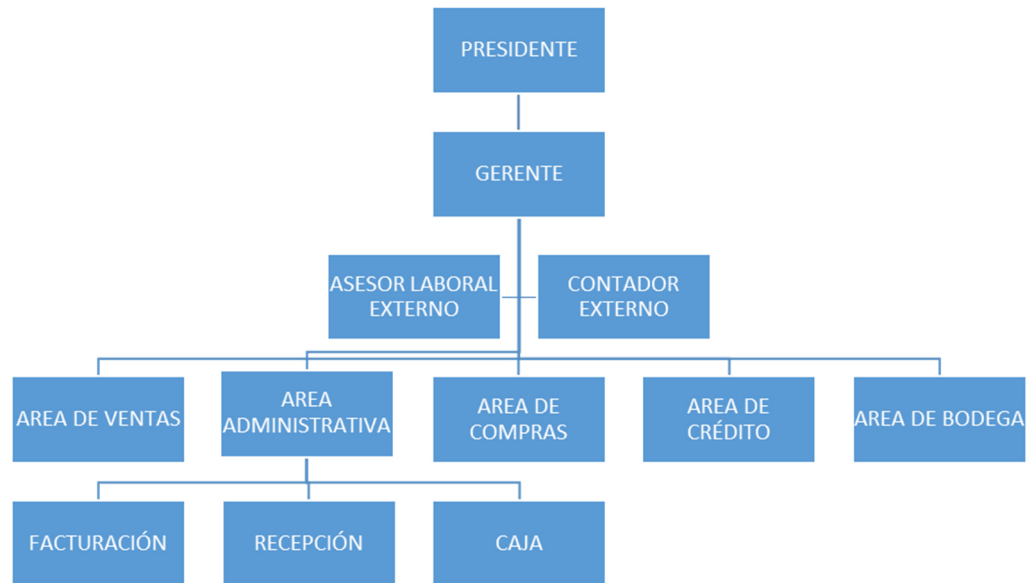 PRESIDENTE
GERENTE
ASESOR LABORAL
EXTERNO
CONTADOR
EXTERNO
AREA DE VENTAS
AREA
ADMINISTRATIVA
AREA DE
COMPRAS
AREA DE
CRÉDITO
AREA DE BODEGA
FACTURACIÓN
RECEPCIÓN
CAJA